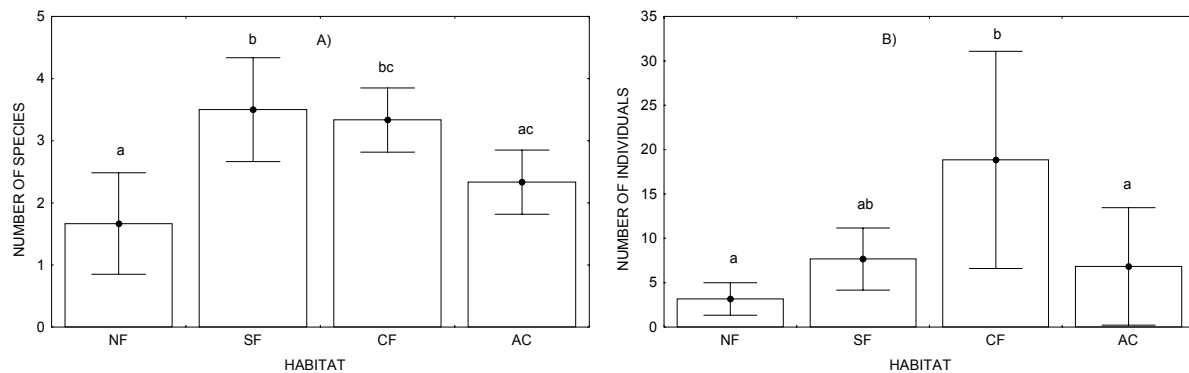 A)
NUMBER OF SPECIES
5
4
3
2
1
0
a
b
bc
ac
NF SF CF AC
HABITAT
B)
NUMBER OF INDIVIDUALS
35
30
25
20
15
10
5
0
a
ab
b
a
NF SF CF AC
HABITAT